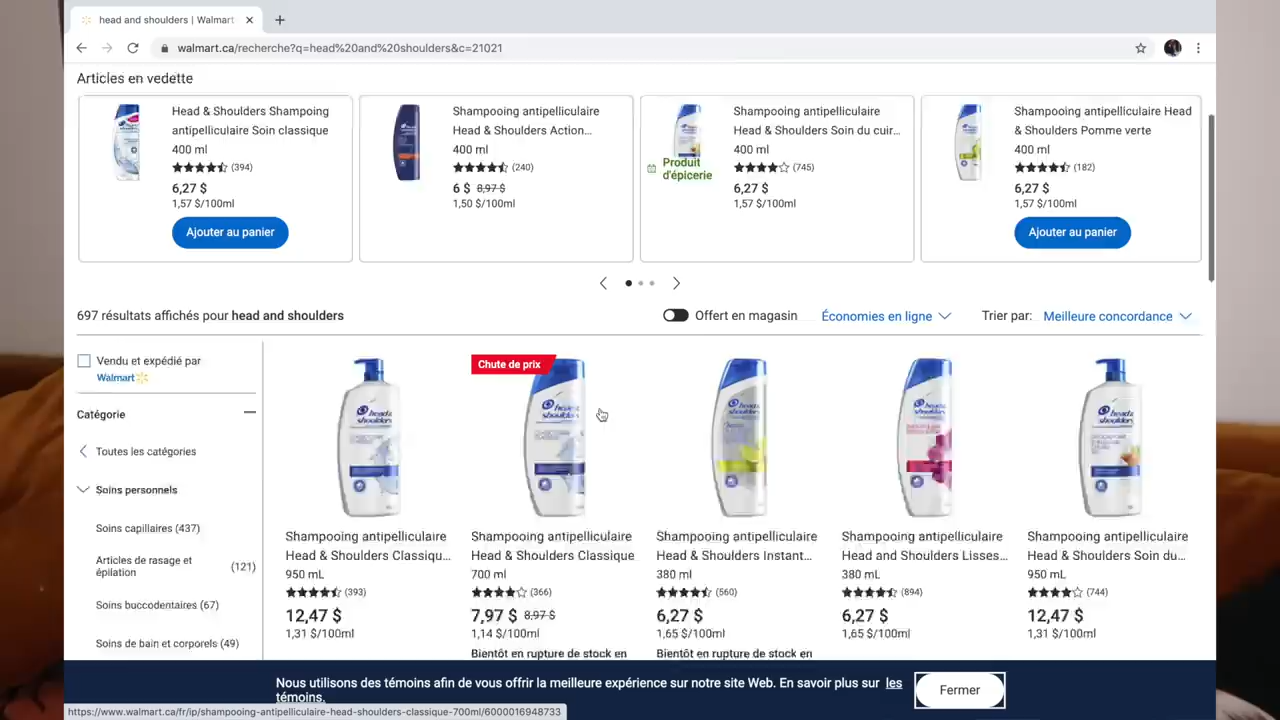 head and shoulders | Walmart
walmart.ca/recherche?q=head%20and%20shoulders&c=21021
Articles en vedette
Head & Shoulders Shampoing
antipelliculaire Soin classique
400 ml
(394)
6,27 $
1,57 $/100ml
Ajouter au panier
Shampooing antipelliculaire
Head & Shoulders Action...
400 ml
(240)
6 $ 8,97 $
1,50 $/100ml
Produit
d'épicerie
Shampooing antipelliculaire
Head & Shoulders Soin du cuir...
400 ml
(745)
6,27 $
1,57 $/100ml
Shampooing antipelliculaire Head
& Shoulders Pomme verte
400 ml
(182)
6,27 $
1,57 $/100ml
Ajouter au panier
697 résultats affichés pour head and shoulders
Offert en magasin
Économies en ligne
Trier par: Meilleure concordance
Vendu et expédié par
Walmart
Catégorie
Toutes les catégories
Soins personnels
Soins capillaires (437)
Articles de rasage et
épilation (121)
Soins buccodentaires (67)
Soins de bain et corporels (49)
head &
shoulders
Shampooing antipelliculaire
Head & Shoulders Classiqu...
950 mL
(393)
12,47 $
1,31 $/100ml
Chute de prix
head &
shoulders
Shampooing antipelliculaire
Head & Shoulders Classique
700 ml
(366)
7,97 $ 8,97 $
1,14 $/100ml
Bientôt en rupture de stock en
head &
shoulders
Shampooing antipelliculaire
Head & Shoulders Instant...
380 ml
(560)
6,27 $
1,65 $/100ml
Bientôt en rupture de stock en
head &
shoulders
Shampooing antipelliculaire
Head and Shoulders Lisses...
380 mL
(894)
6,27 $
1,65 $/100ml
head &
shoulders
Shampooing antipelliculaire
Head & Shoulders Soin du...
950 mL
(744)
12,47 $
1,31 $/100ml
Nous utilisons des témoins afin de vous offrir la meilleure expérience sur notre site Web. En savoir plus sur les
témoins.
Fermer
https://www.walmart.ca/fr/ip/shampooing-antipelliculaire-head-shoulders-classique-700ml/6000016948733